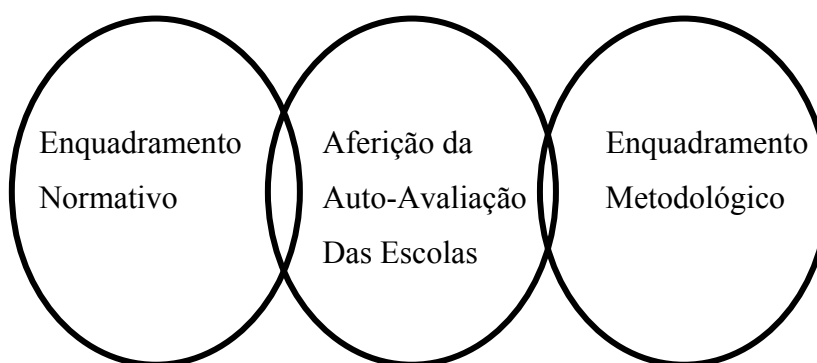 Enquadramento
Normativo
Aferição da
Auto-Avaliação
Das Escolas
Enquadramento
Metodológico